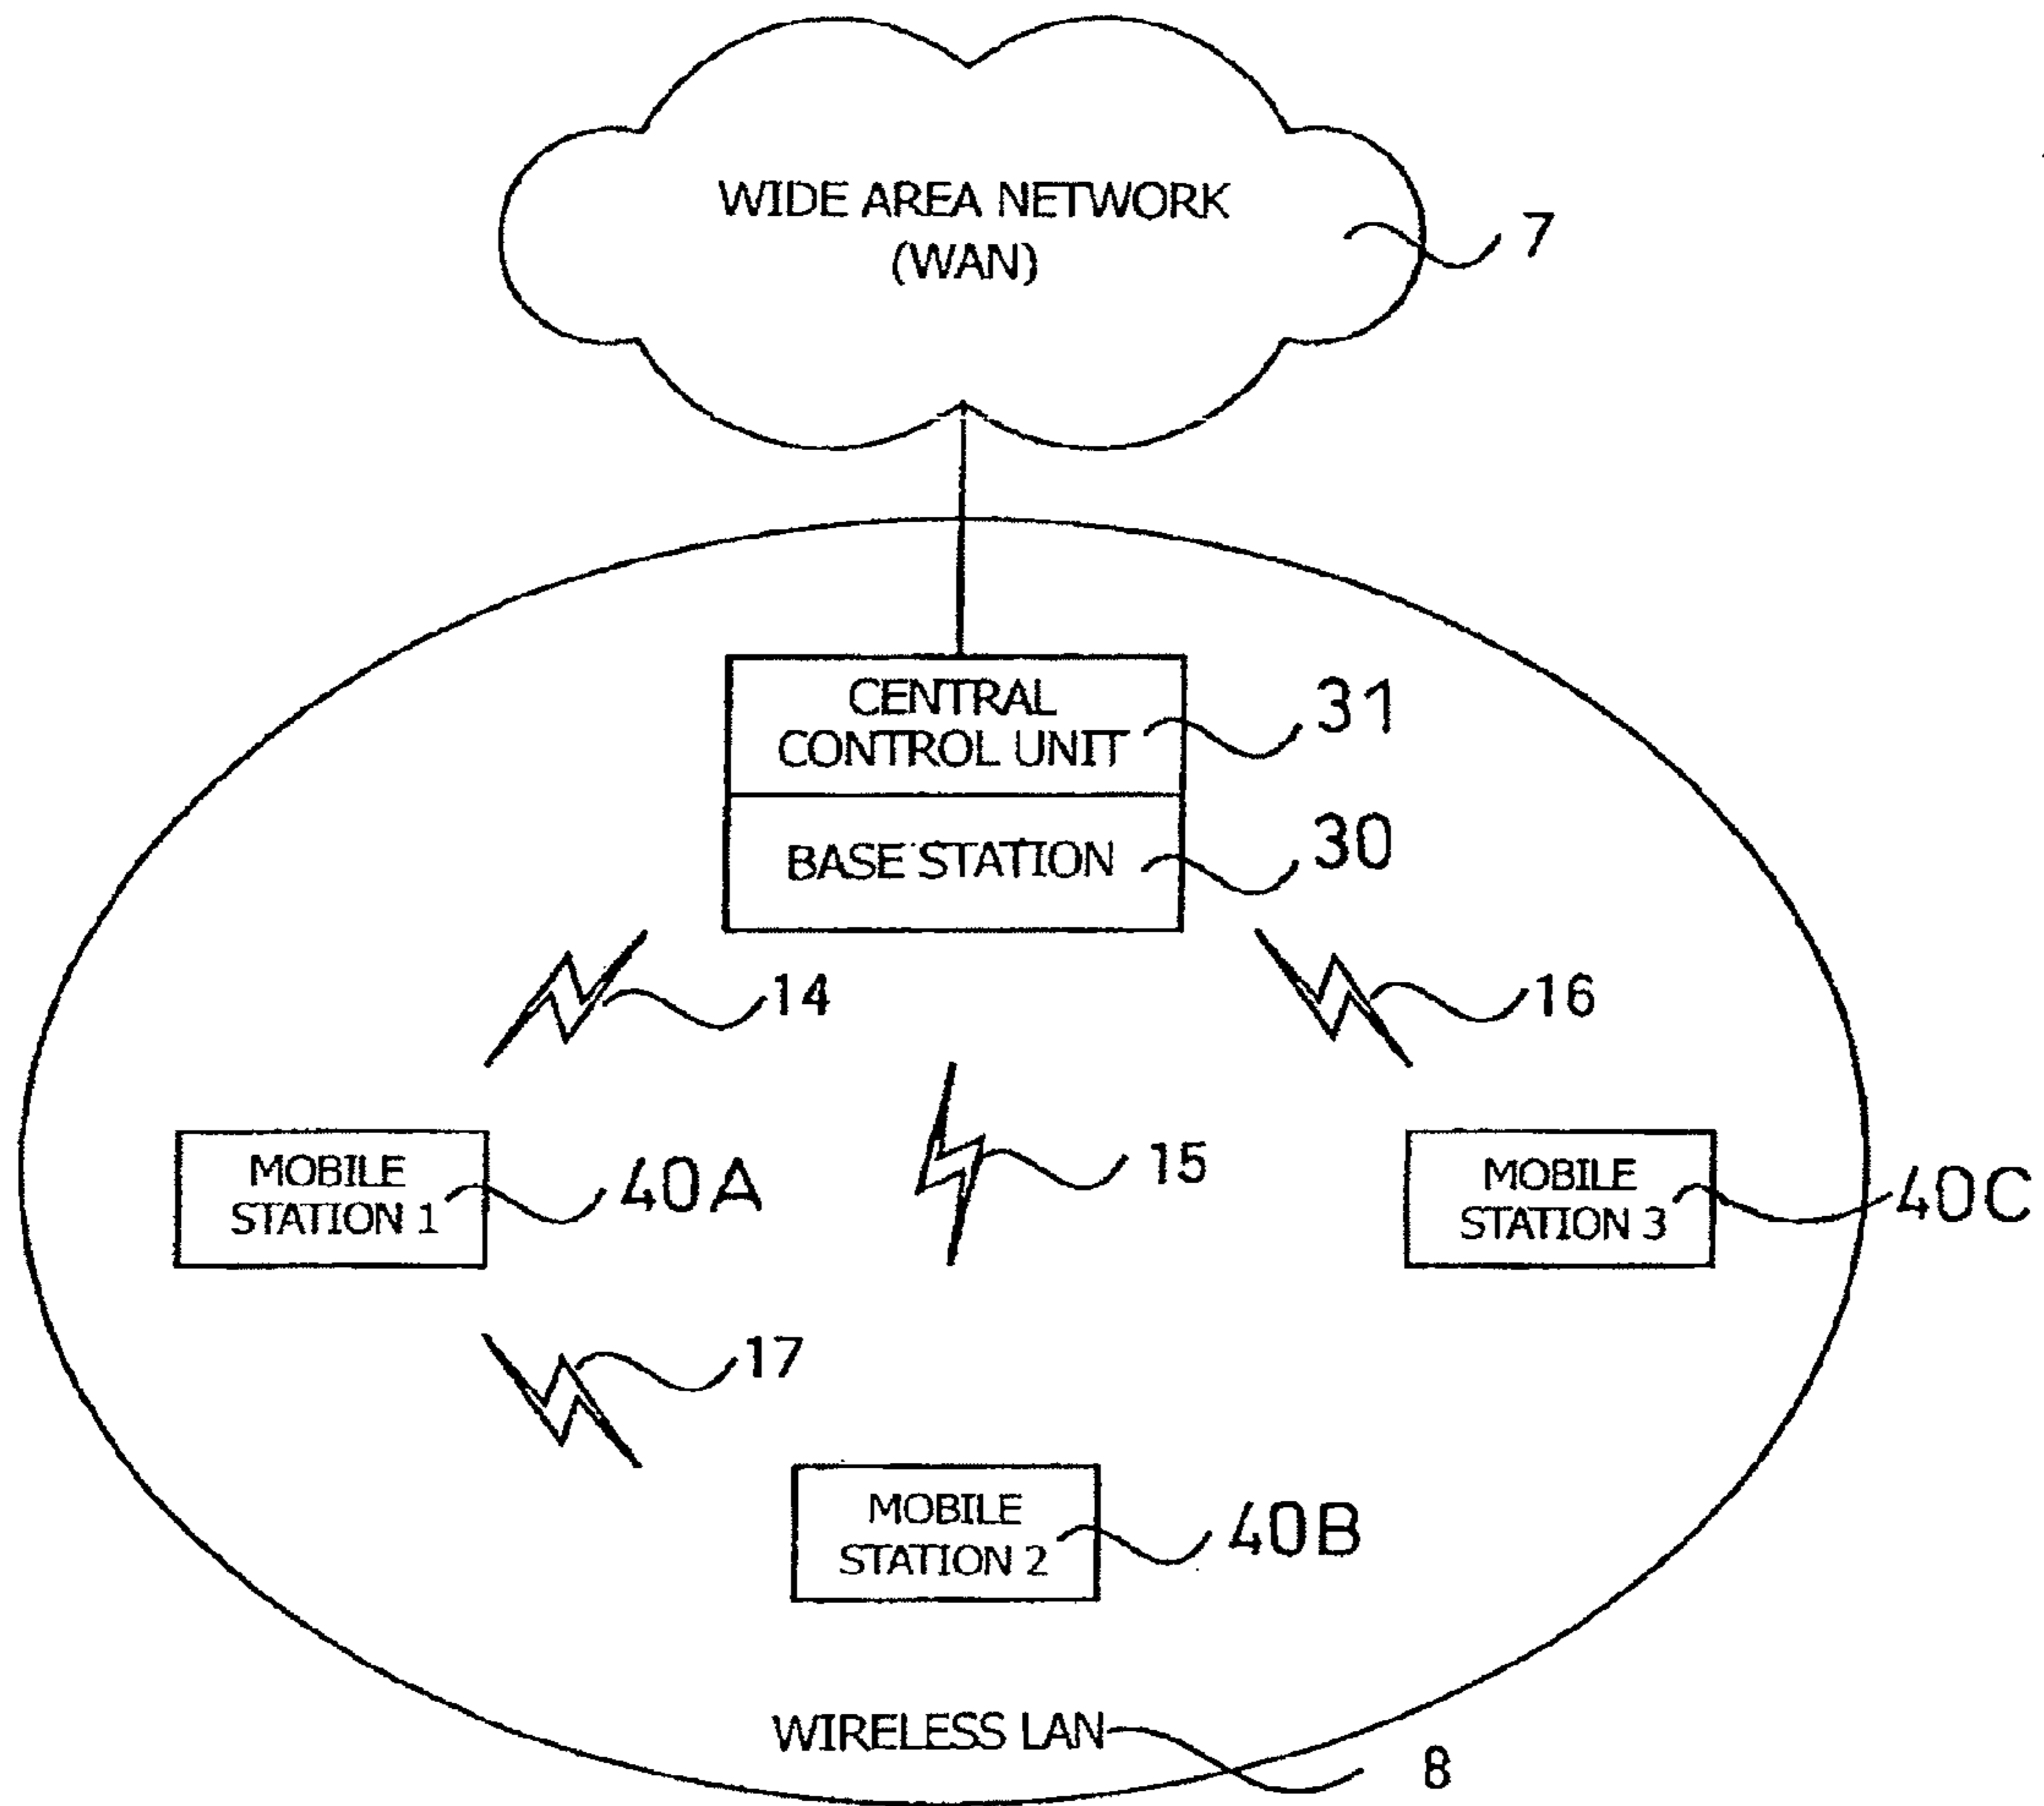 WIDE AREA NETWORK
(WAN)
7
CENTRAL
CONTROL UNIT
31
BASE STATION
30
14
16
15
MOBILE
STATION 1
40A
MOBILE
STATION 3
40C
17
MOBILE
STATION 2
40B
WIRELESS LAN
8